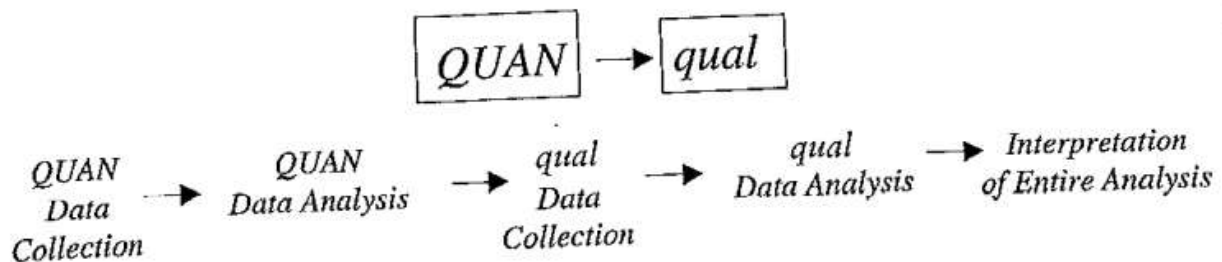 QUAN
qual
QUAN
Data
Collection
QUAN
Data Analysis
qual
Data
Collection
qual
Data Analysis
Interpretation
of Entire Analysis